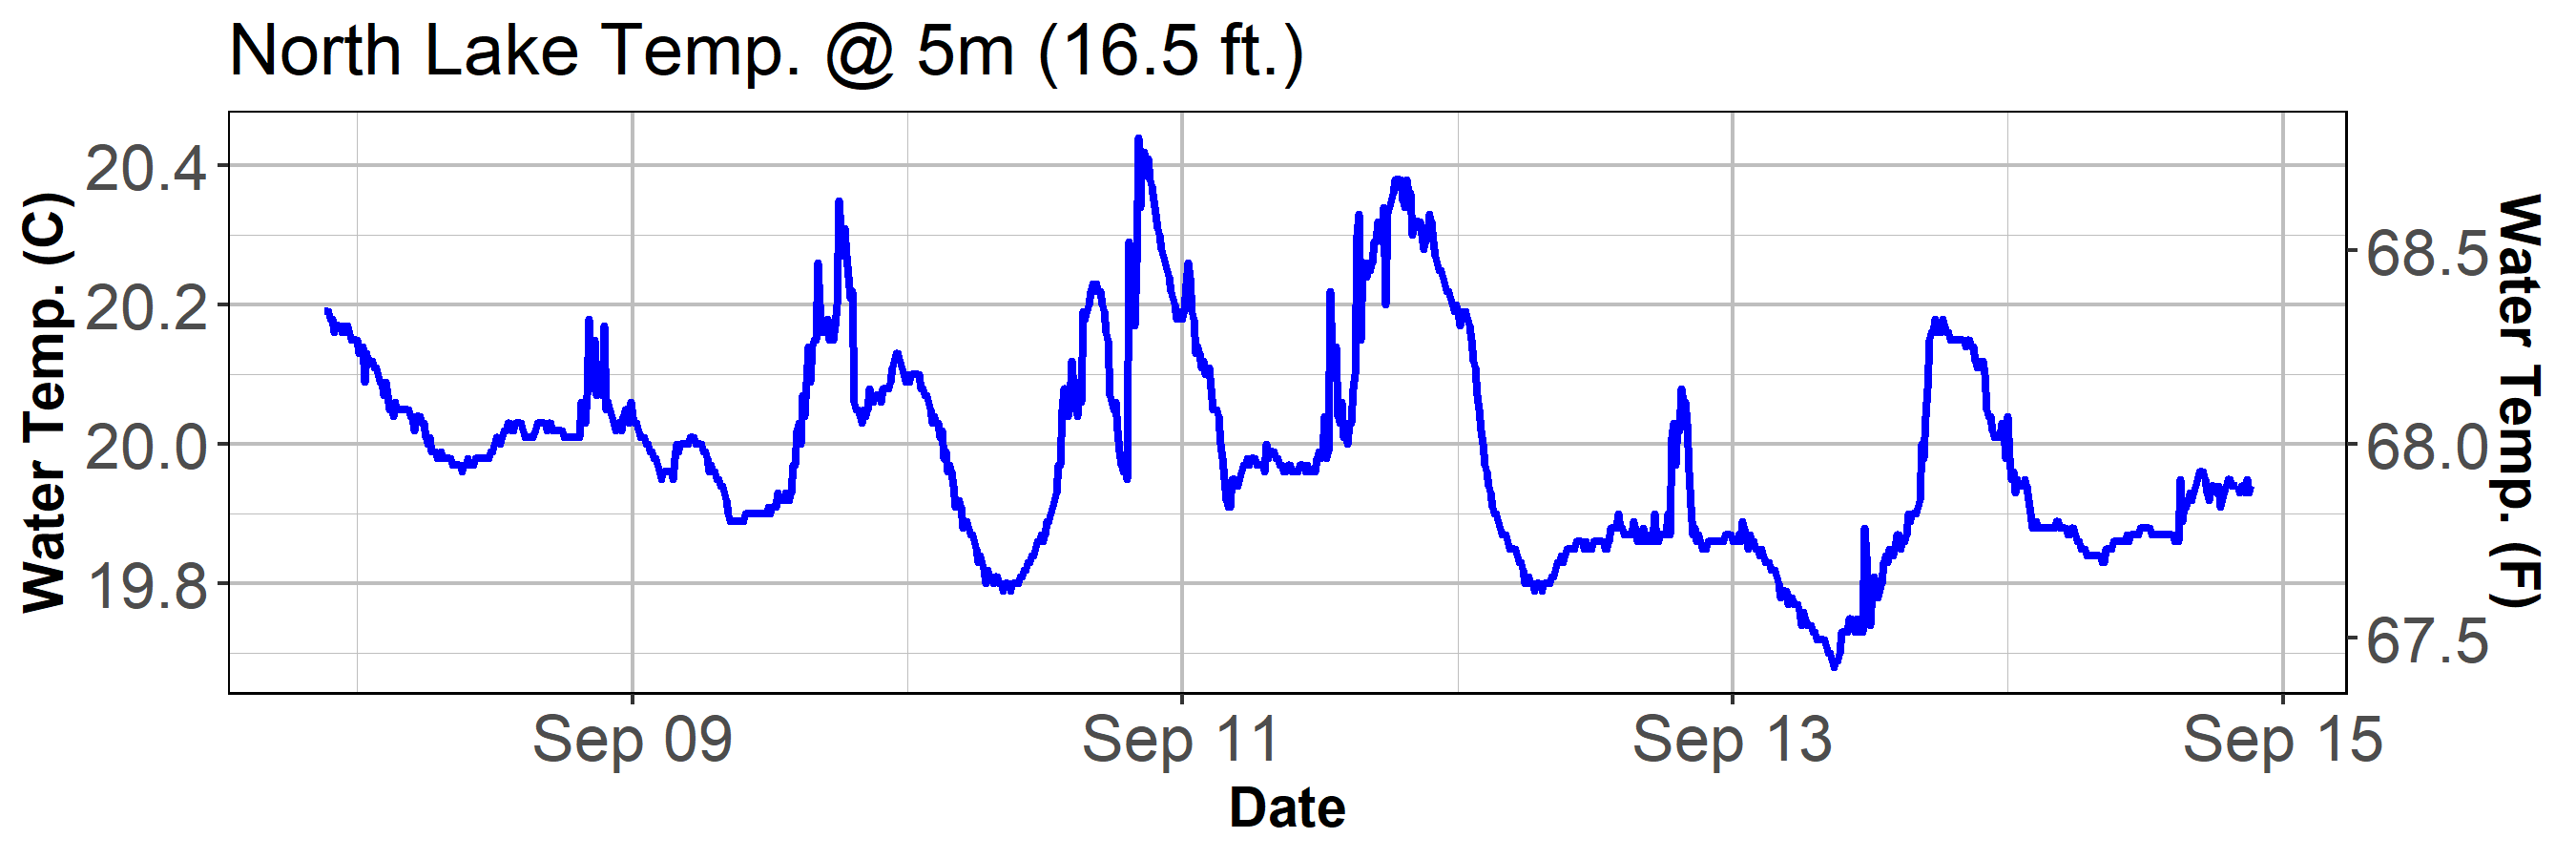 North Lake Temp. @ 5m (16.5 ft.)
Water Temp. (C)
20.4
20.2
20.0
19.8
68.5
68.0
67.5
Water Temp. (F)
Sep 09 Sep 11 Sep 13 Sep 15
Date